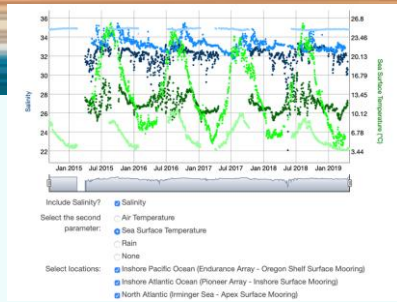 36 26.8
34 23.46
32 20.13
30 16.79
28 13.45
26 10.12
24 6.78
22 3.44
Salinity
Sea Surface Temperature (°C)
Jan 2015 Jul 2015 Jan 2016 Jul 2016 Jan 2017 Jul 2017 Jan 2018 Jul 2018 Jan 2019
Include Salinity? Salinity
Select the second Air Temperature
parameter: Sea Surface Temperature
Rain
None
Select locations: Inshore Pacific Ocean (Endurance Array - Oregon Shelf Surface Mooring)
Inshore Atlantic Ocean (Pioneer Array - Inshore Surface Mooring)
North Atlantic (Irminger Sea - Apex Surface Mooring)